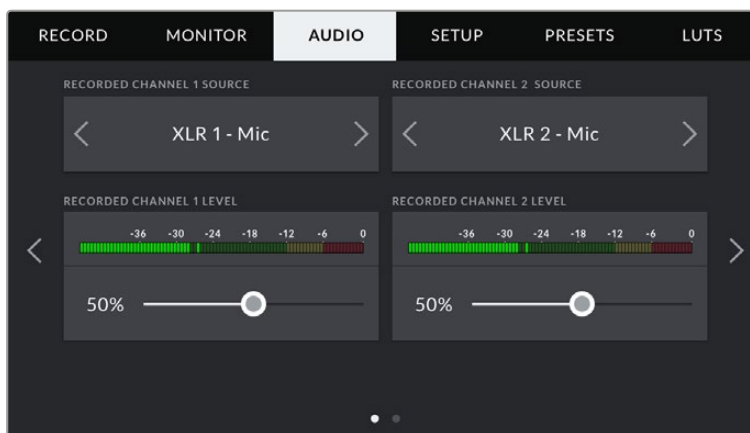 RECORD MONITOR AUDIO SETUP PRESETS LUTS
RECORDED CHANNEL 1 SOURCE RECORDED CHANNEL 2 SOURCE
XLR 1 - Mic XLR 2 - Mic
RECORDED CHANNEL 1 LEVEL RECORDED CHANNEL 2 LEVEL
-36 -30 -24 -18 -12 -6 0 -36 -30 -24 -18 -12 -6 0
50% 50%